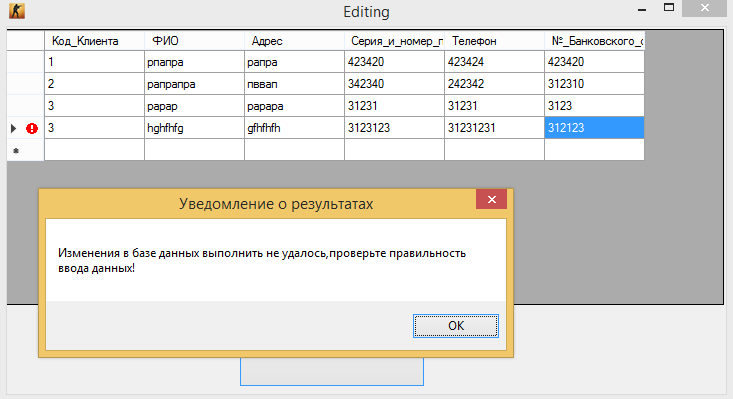 Editing
Код_Клиента ФИО Адрес Серия_и_номер_п Телефон №_Банковского_с
1 рпапра рапра 423420 423424 423420
2 рапрапра пввап 342340 242342 312310
3 рарар рарара 31231 31231 3123
3 hghfhfg gfhfhfh 3123123 31231231 312123
Уведомление о результатах
Изменения в базе данных выполнить не удалось,проверьте правильность
ввода данных!
OK